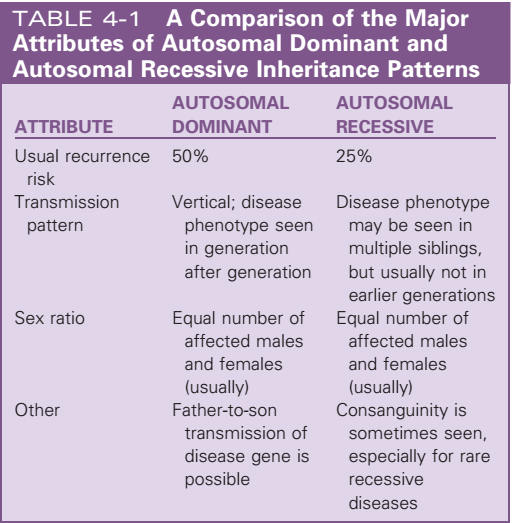 TABLE 4-1 A Comparison of the Major
Attributes of Autosomal Dominant and
Autosomal Recessive Inheritance Patterns
ATTRIBUTE AUTOSOMAL DOMINANT AUTOSOMAL RECESSIVE
Usual recurrence risk 50% 25%
Transmission pattern
Vertical; disease
phenotype seen
in generation
after generation
Disease phenotype
may be seen in
multiple siblings,
but usually not in
earlier generations
Sex ratio
Equal number of
affected males
and females
(usually)
Equal number of
affected males
and females
(usually)
Other
Father-to-son
transmission of
disease gene is
possible
Consanguinity is
sometimes seen,
especially for rare
recessive
diseases